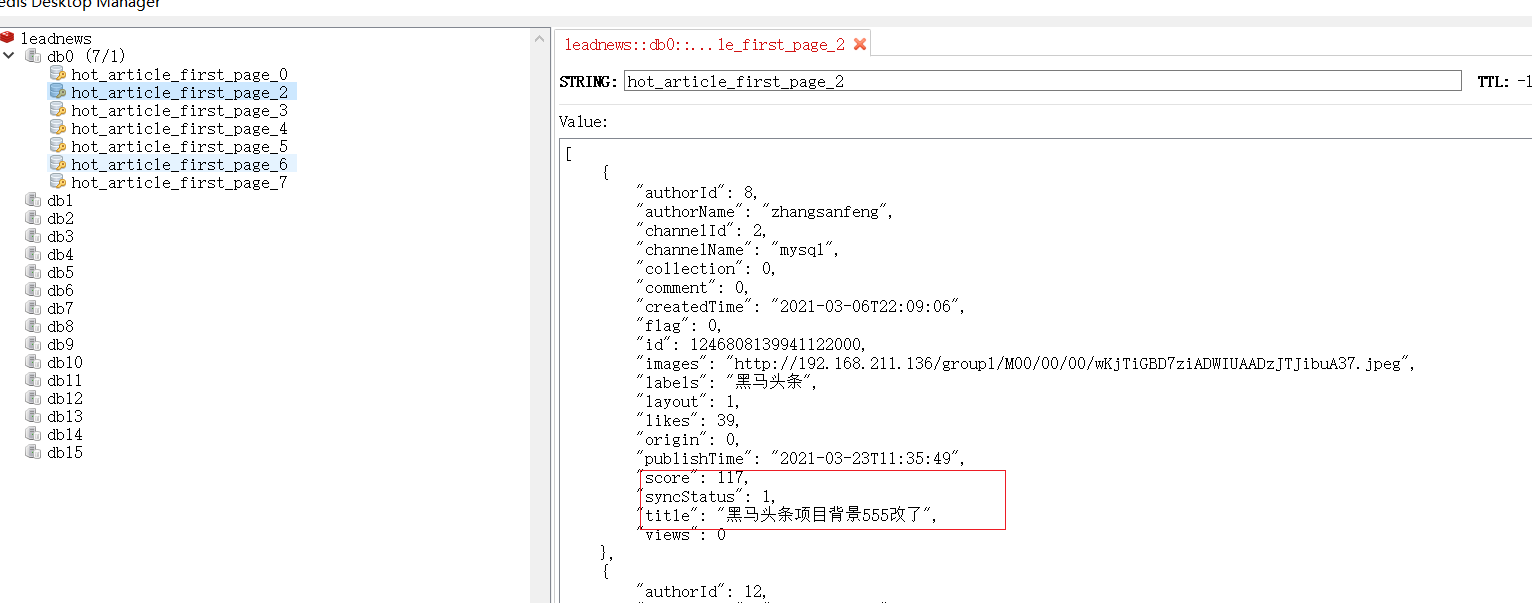 edis Desktop Manager
leadnews
db0 (7/1)
hot_article_first_page_0
hot_article_first_page_2
hot_article_first_page_3
hot_article_first_page_4
hot_article_first_page_5
hot_article_first_page_6
hot_article_first_page_7
db1
db2
db3
db4
db5
db6
db7
db8
db9
db10
db11
db12
db13
db14
db15
leadnews::db0::... le_first_page_2
STRING: hot_article_first_page_2 TTL: -1
Value:
[
{
"authorId": 8,
"authorName": "zhangsanfeng",
"channelId": 2,
"channelName": "mysql",
"collection": 0,
"comment": 0,
"createdTime": "2021-03-06T22:09:06",
"flag": 0,
"id": 1246808139941122000,
"images": "http://192.168.211.136/group1/M00/00/00/wKjTiGBD7ziADWIUAADzJTJibuA37.jpeg",
"labels": "黑马头条",
"layout": 1,
"likes": 39,
"origin": 0,
"publishTime": "2021-03-23T11:35:49",
"score": 117,
"syncStatus": 1,
"title": "黑马头条项目背景555改了",
"views": 0
},
{
"authorId": 12,